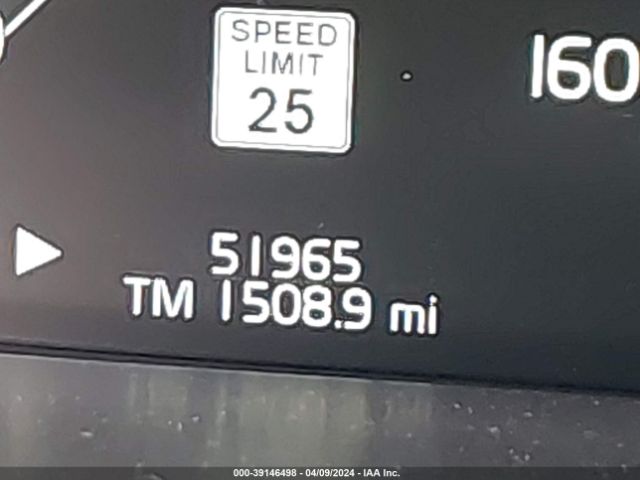 SPEED
LIMIT
25
160
51965
TM 1508.9 mi
000-39146498 - 04/09/2024 - IAA Inc.